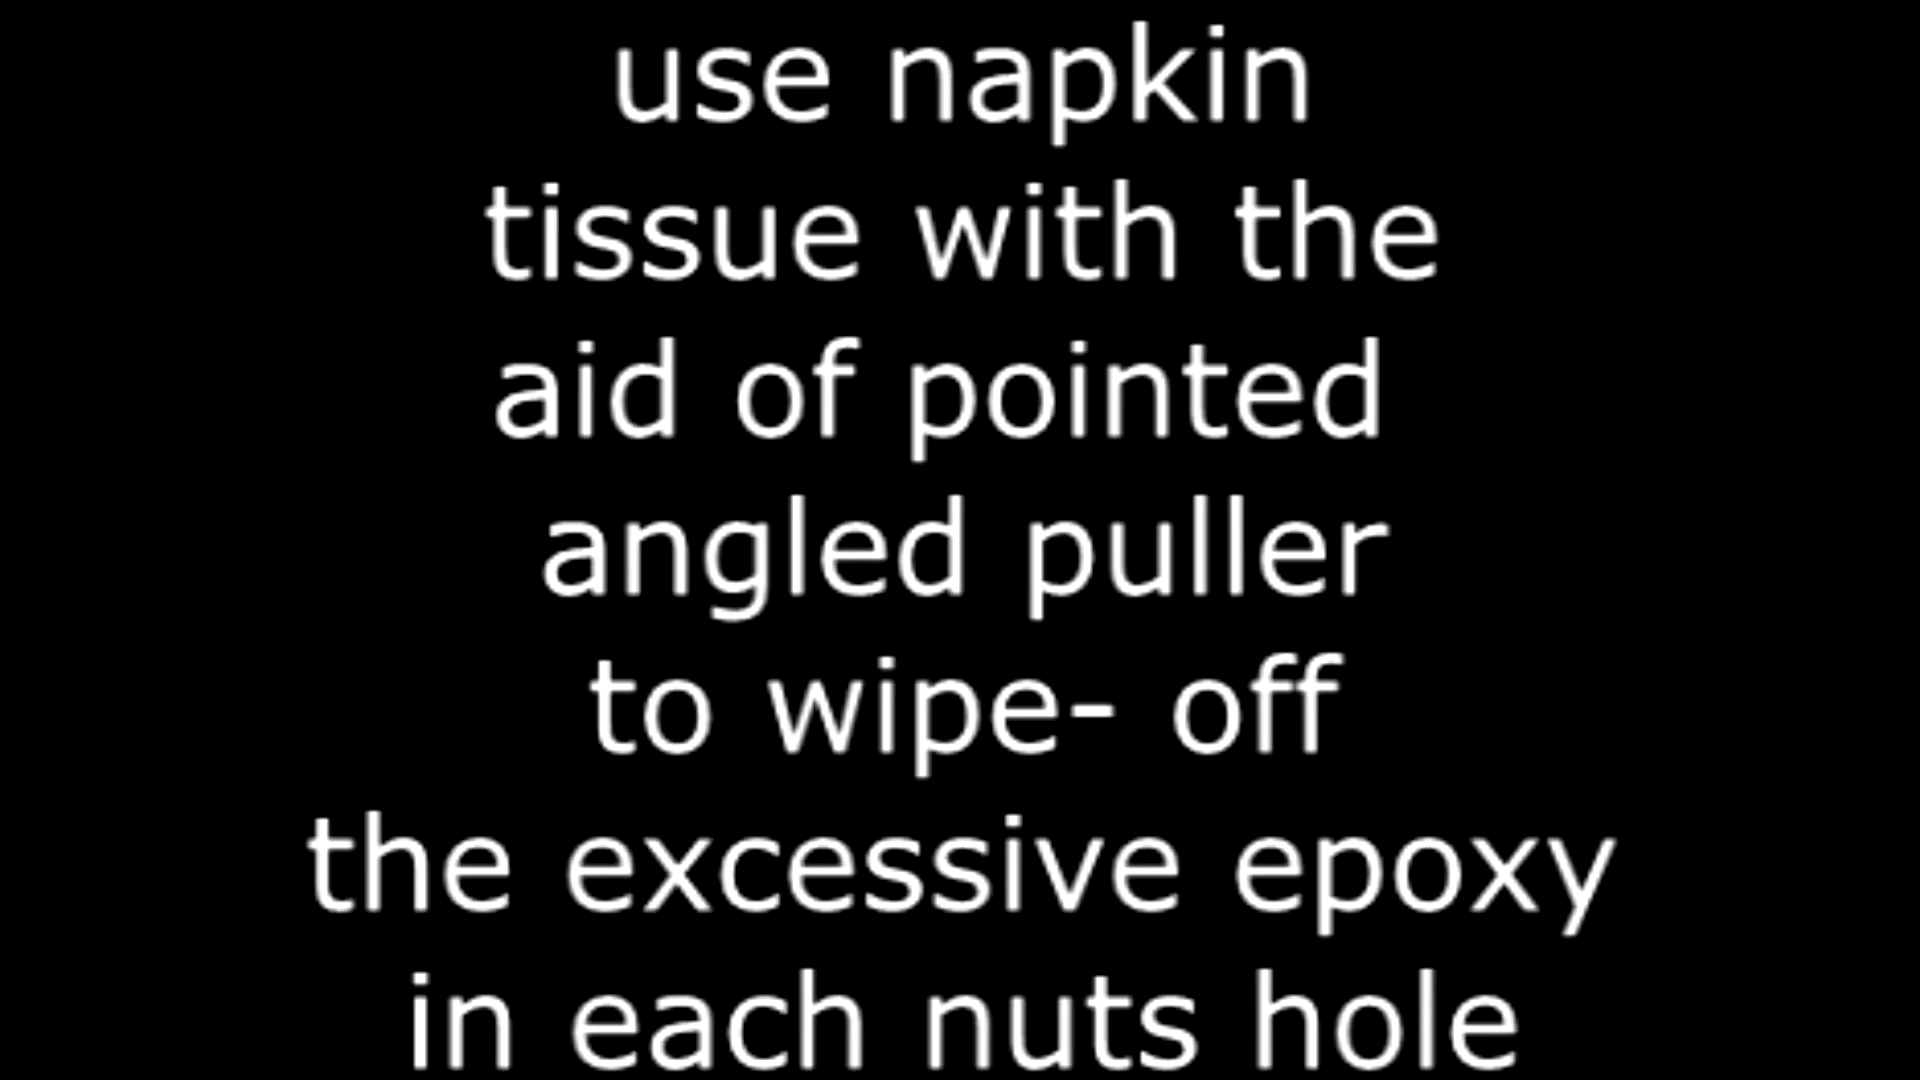 use napkin
tissue with the
aid of pointed
angled puller
to wipe- off
the excessive epoxy
in each nuts hole